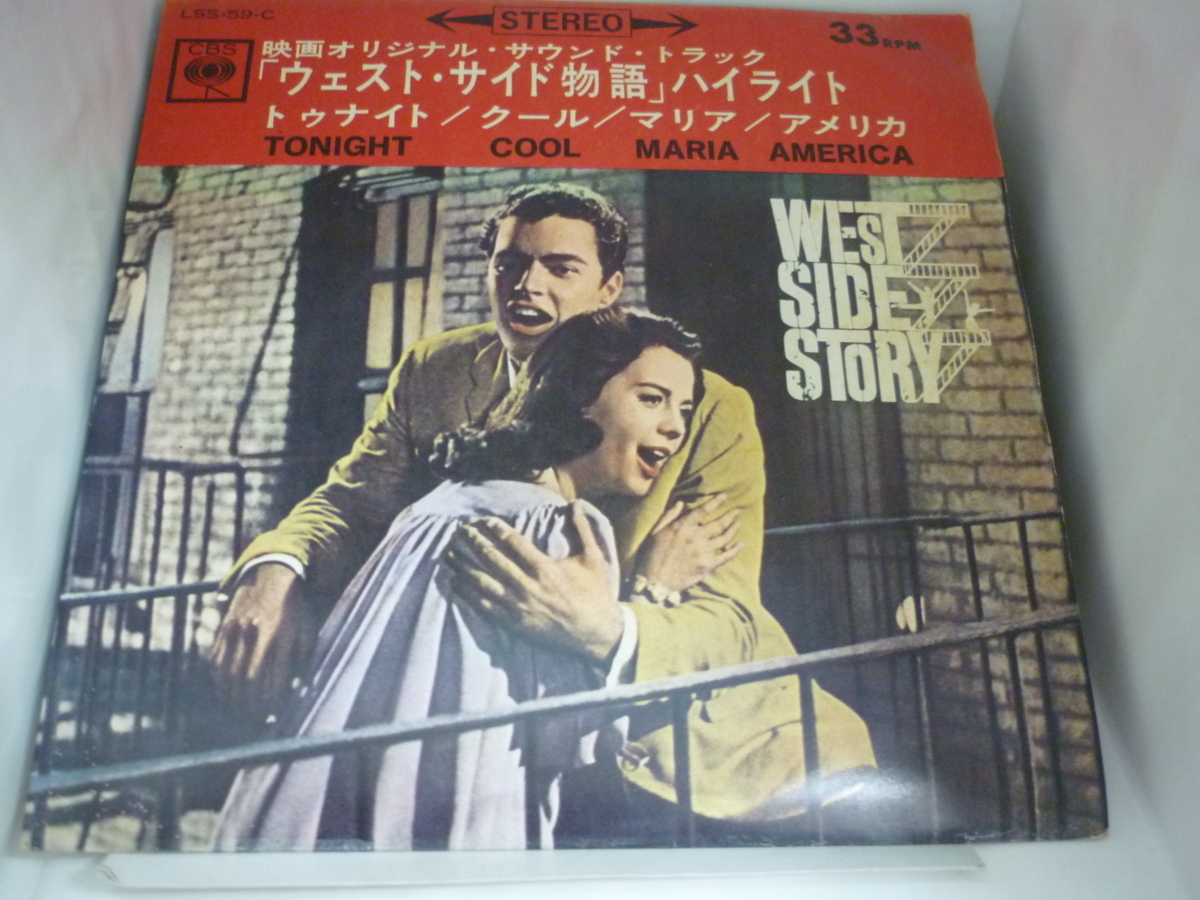 LSS-59-C
STEREO
33RPM
CBS
映画オリジナル・サウンド・トラック
「ウェスト・サイド物語」ハイライト
トゥナイト/クール/マリア/アメリカ
TONIGHT COOL MARIA AMERICA
WEST
SIDE
STORY